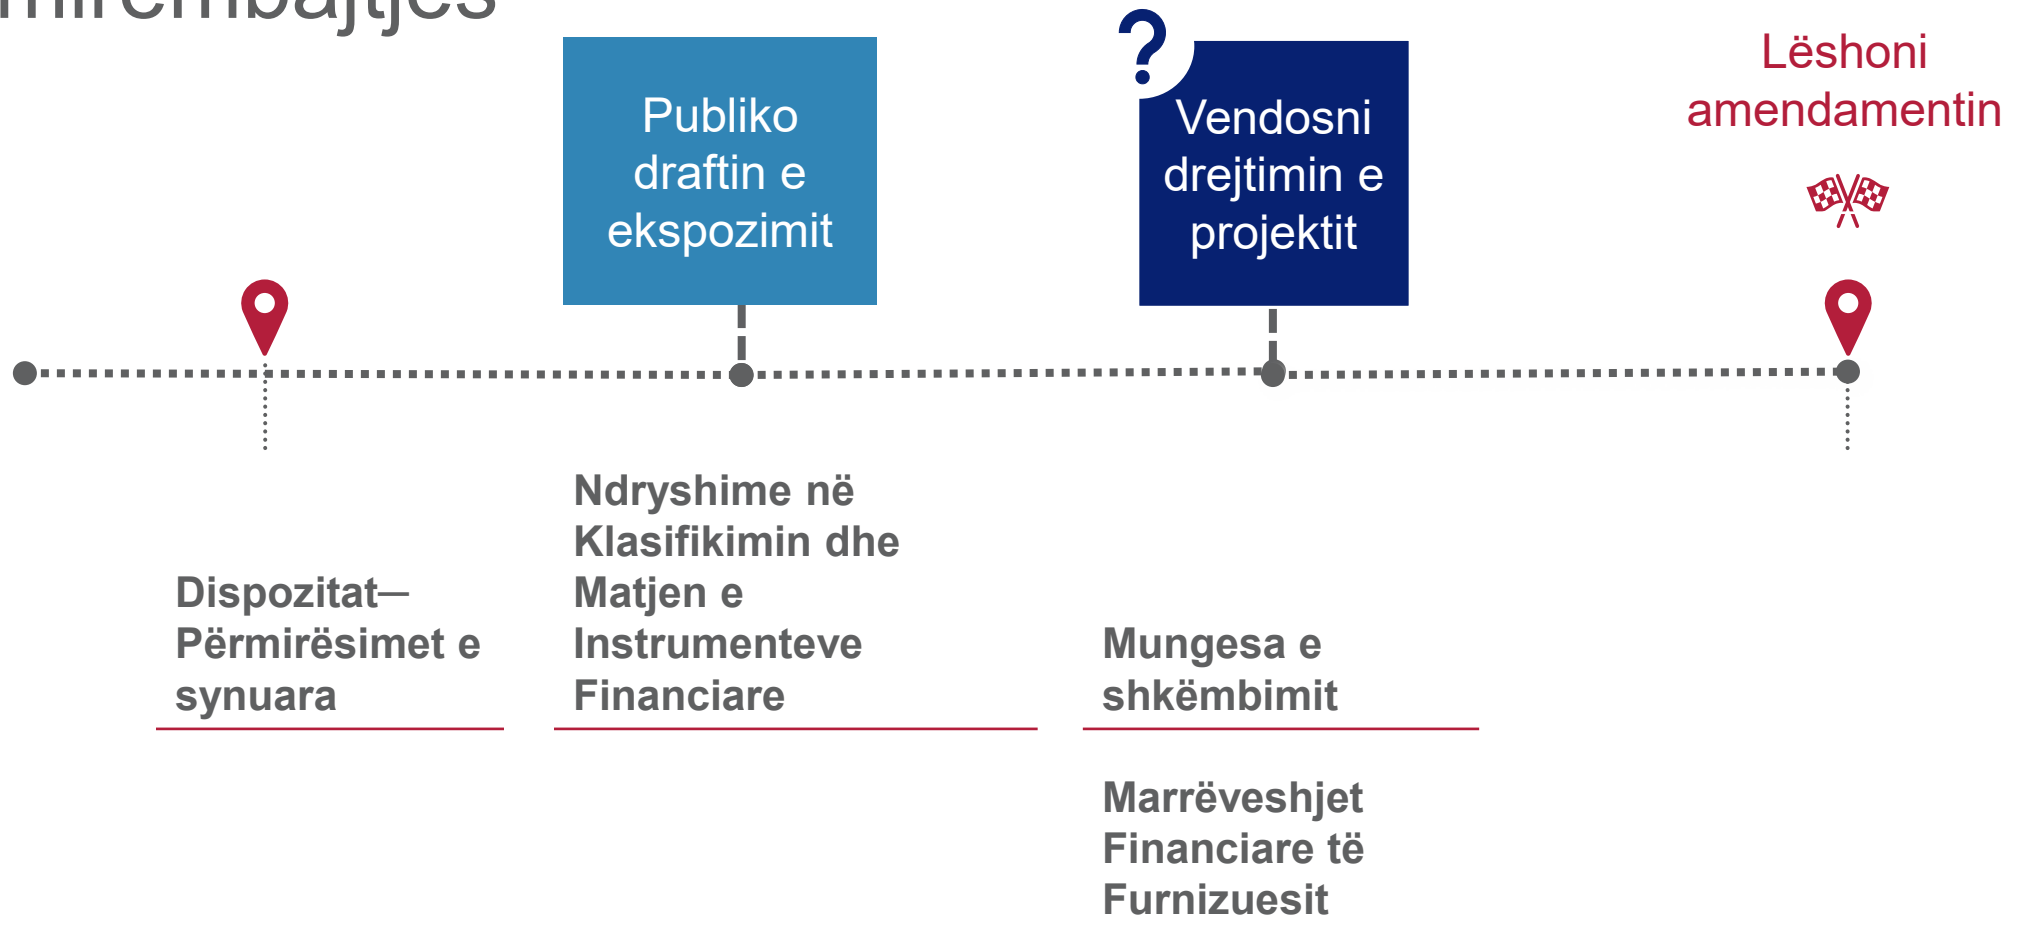 mirëmbajtjes
Publiko
draftin e
ekspozimit
?
Vendosni
drejtimin e
projektit
Lëshoni
amendamentin
Dispozitat—
Përmirësimet e
synuara
Ndryshime në
Klasifikimin dhe
Matjen e
Instrumenteve
Financiare
Mungesa e
shkëmbimit
Marrëveshjet
Financiare të
Furnizuesit